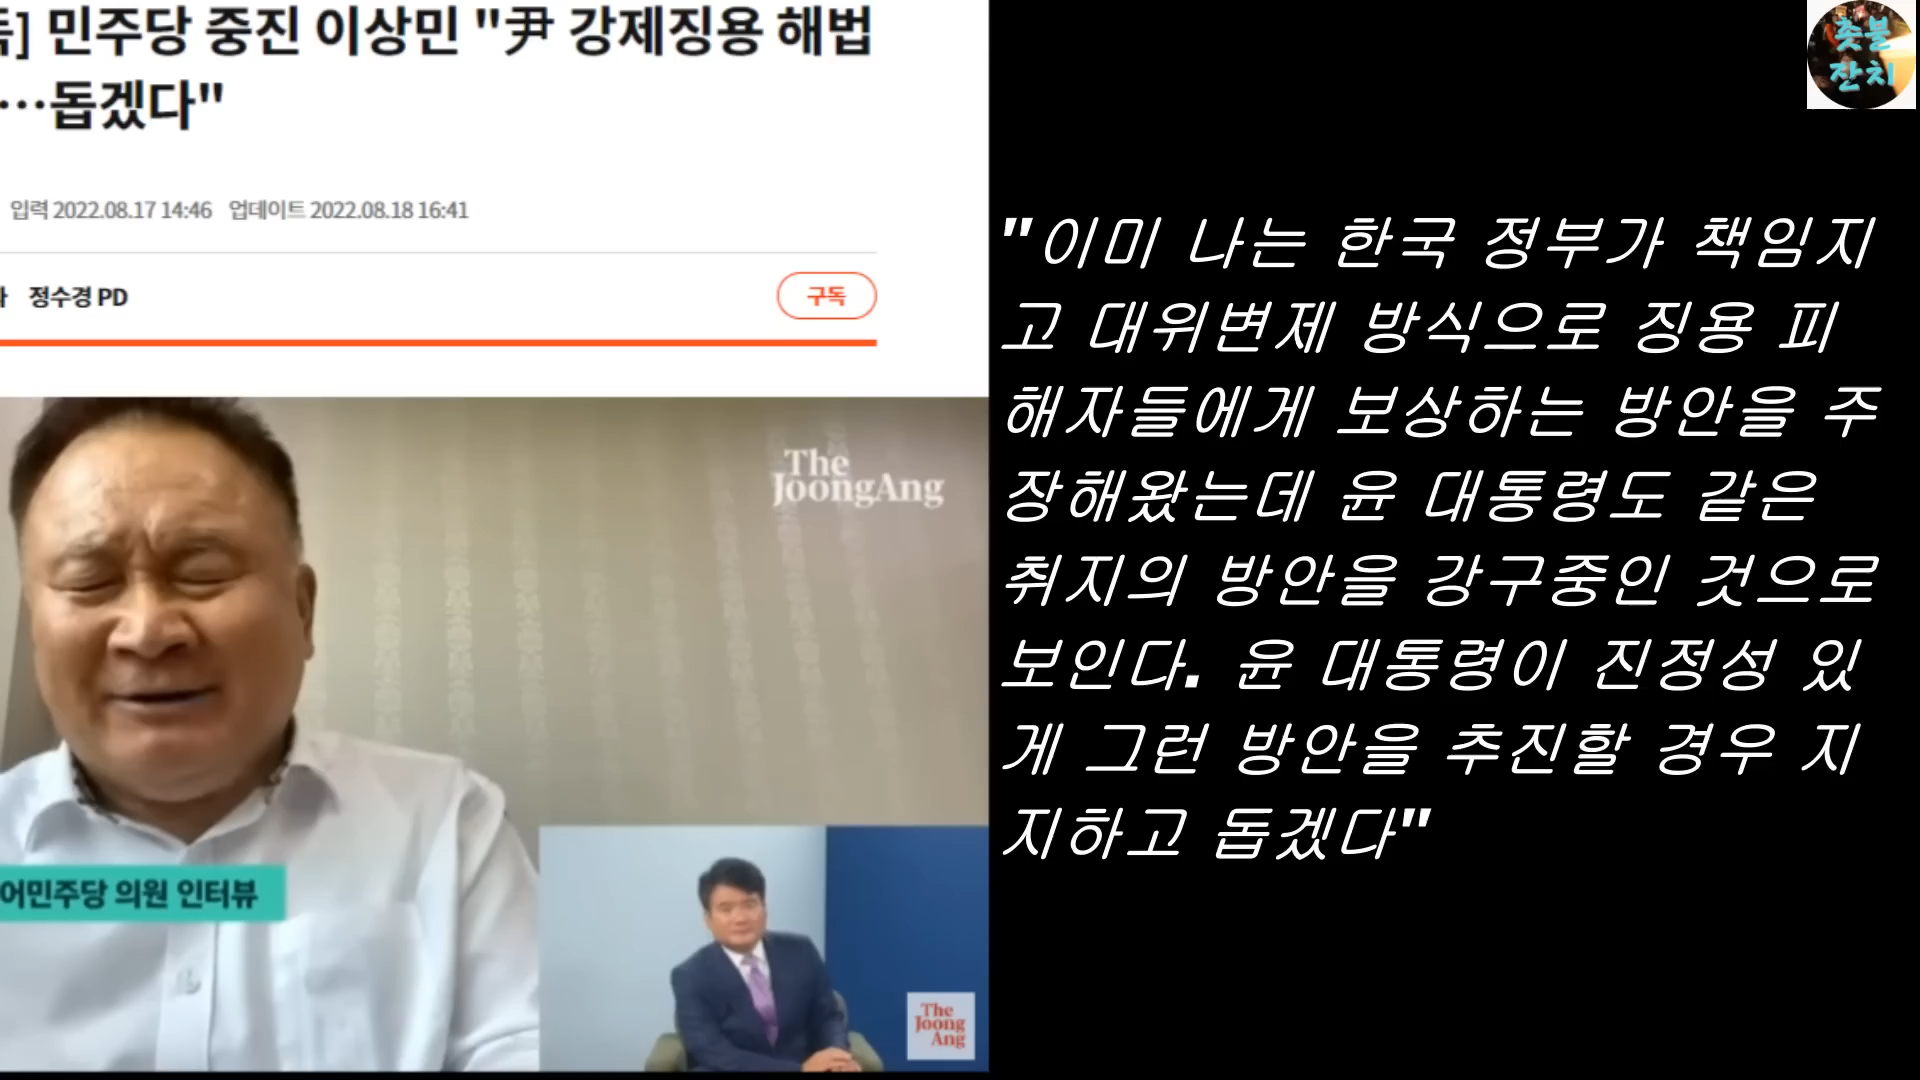 독] 민주당 중진 이상민 "尹 강제징용 해법
…돕겠다"
입력 2022.08.17 14:46 업데이트 2022.08.18 16:41
정수경 PD
구독
The
JoongAng
어민주당 의원 인터뷰
The
Joong
Ang
촛불
잔치
"이미 나는 한국 정부가 책임지
고 대위변제 방식으로 징용 피
해자들에게 보상하는 방안을 주
장해왔는데 윤 대통령도 같은
취지의 방안을 강구중인 것으로
보인다. 윤 대통령이 진정성 있
게 그런 방안을 추진할 경우 지
지하고 돕겠다"